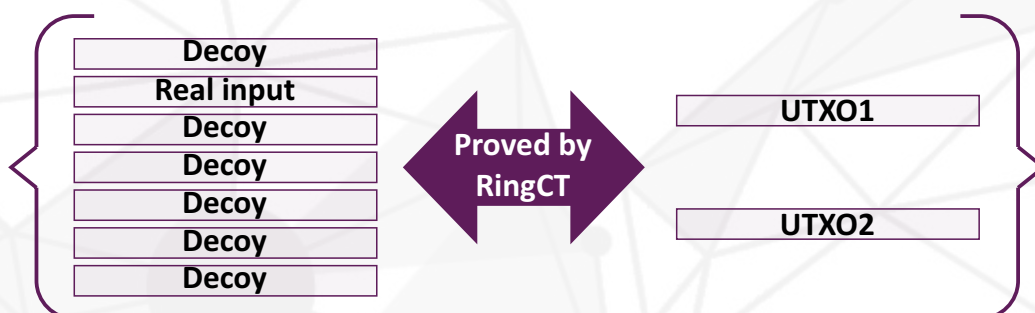 Decoy
Real input
Decoy
Decoy
Decoy
Decoy
Decoy
Proved by
RingCT
UTXO1
UTXO2